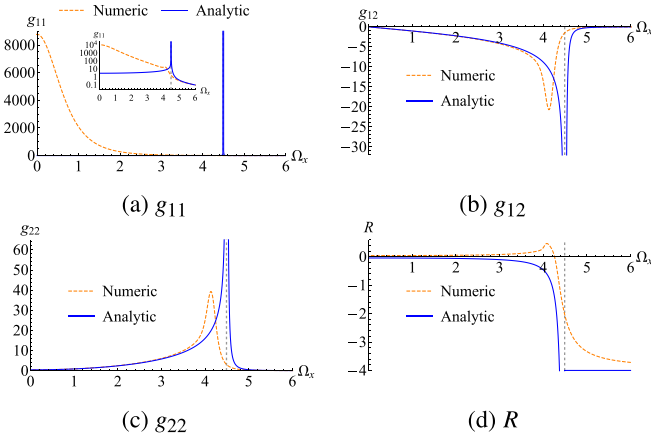 Numeric Analytic
g11
8000
6000
4000
2000
0
0 1 2 3 4 5 6
Ωx
g11
10^4
1000
100
10
1
0.1
0 1 2 3 4 5 6
Ωx
(a) g11
g12
0
-5
-10
-15
-20
-25
-30
1 2 3 4 5 6
Ωx
Numeric
Analytic
(b) g12
g22
60
50
40
30
20
10
0
0 1 2 3 4 5 6
Ωx
Numeric
Analytic
(c) g22
R
0
-1
-2
-3
-4
1 2 3 4 5 6
Ωx
Numeric
Analytic
(d) R